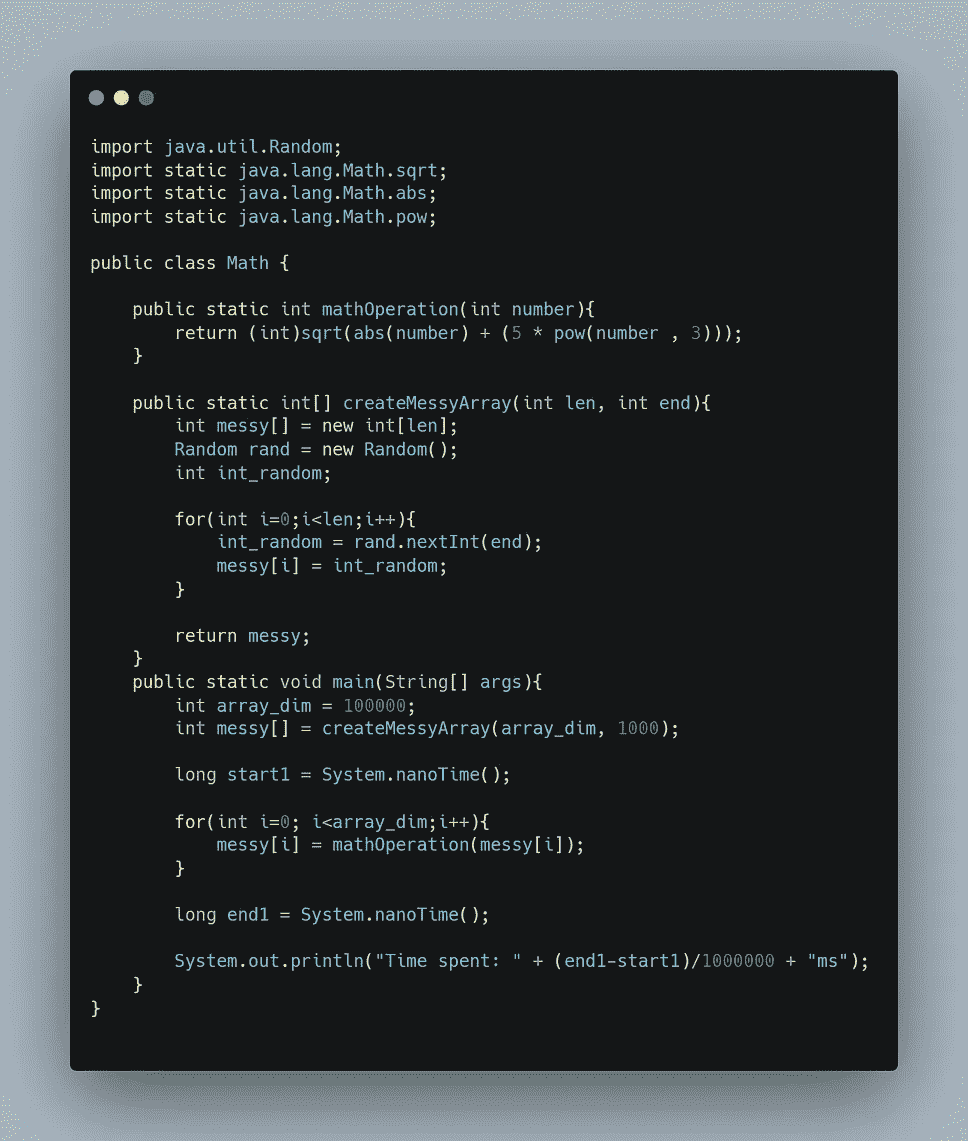 import java.util.Random;
import static java.lang.Math.sqrt;
import static java.lang.Math.abs;
import static java.lang.Math.pow;

public class Math {

    public static int mathOperation(int number){
        return (int)sqrt(abs(number) + (5 * pow(number , 3)));
    }

    public static int[] createMessyArray(int len, int end){
        int messy[] = new int[len];
        Random rand = new Random();
        int int_random;

        for(int i=0;i<len;i++){
            int_random = rand.nextInt(end);
            messy[i] = int_random;
        }

        return messy;
    }
    public static void main(String[] args){
        int array_dim = 100000;
        int messy[] = createMessyArray(array_dim, 1000);

        long start1 = System.nanoTime();

        for(int i=0; i<array_dim;i++){
            messy[i] = mathOperation(messy[i]);
        }

        long end1 = System.nanoTime();

        System.out.println("Time spent: " + (end1-start1)/1000000 + "ms");
    }
}